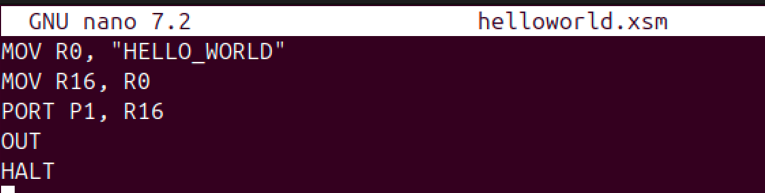 GNU nano 7.2 helloworld.xsm
MOV R0, "HELLO_WORLD"
MOV R16, R0
PORT P1, R16
OUT
HALT